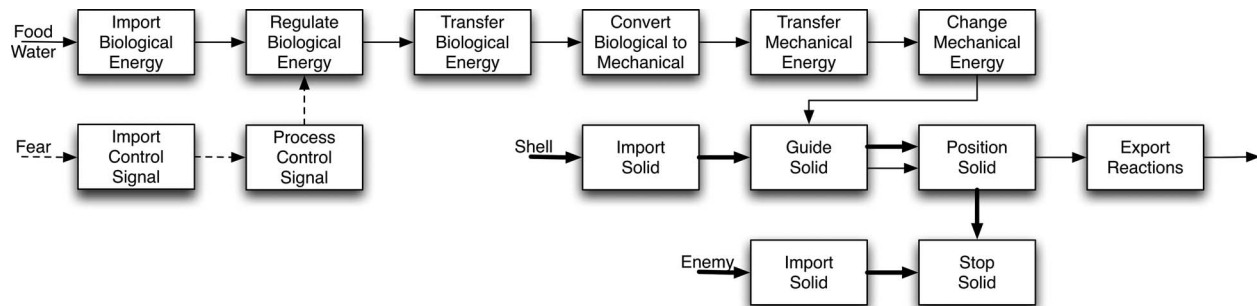 Food
Water
Import
Biological
Energy
Regulate
Biological
Energy
Transfer
Biological
Energy
Convert
Biological to
Mechanical
Transfer
Mechanical
Energy
Change
Mechanical
Energy
Fear
Import
Control
Signal
Process
Control
Signal
Shell
Import
Solid
Guide
Solid
Position
Solid
Export
Reactions
Enemy
Import
Solid
Stop
Solid